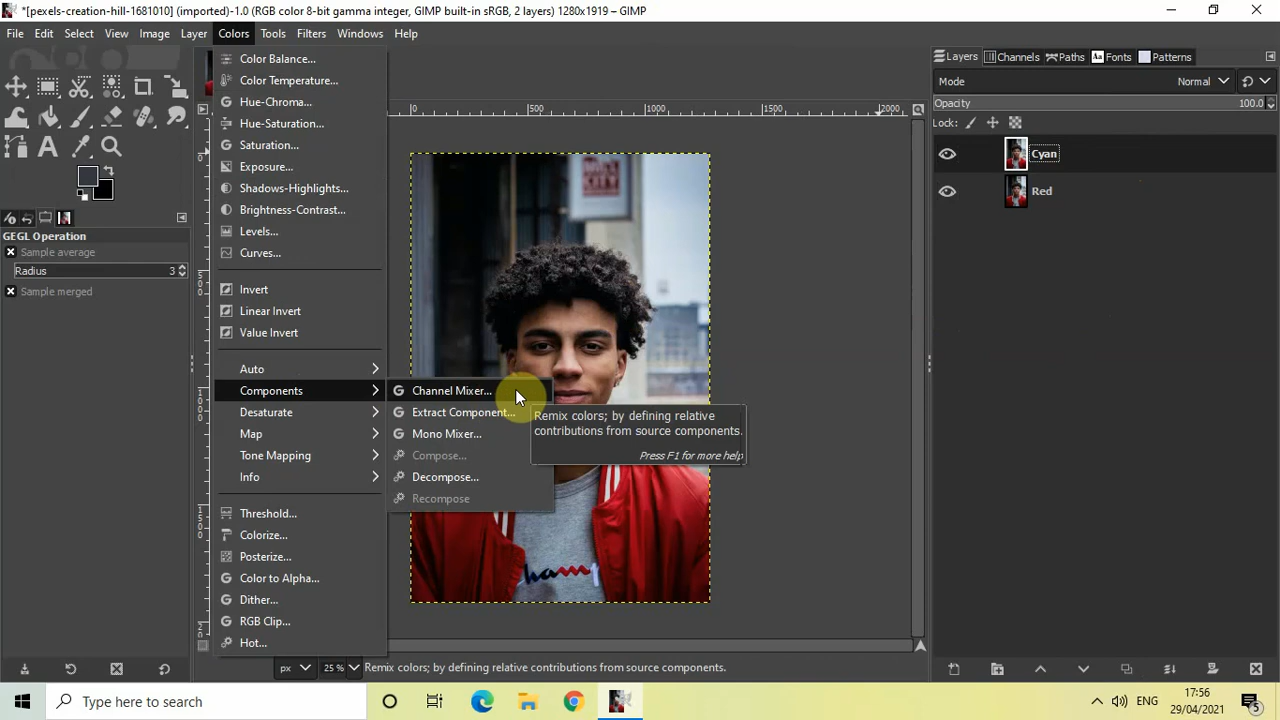 *[pexels-creation-hill-1681010] (imported)-1.0 (RGB color 8-bit gamma integer, GIMP built-in sRGB, 2 layers) 1280x1919 – GIMP
File Edit Select View Image Layer Colors Tools Filters Windows Help
Color Balance...
Color Temperature...
Hue-Chroma...
Hue-Saturation...
Saturation...
Exposure...
Shadows-Highlights...
Brightness-Contrast...
Levels...
Curves...
Invert
Linear Invert
Value Invert
Auto
Components
Desaturate
Map
Tone Mapping
Info
Threshold...
Colorize...
Posterize...
Color to Alpha...
Dither...
RGB Clip...
Hot...
Channel Mixer...
Extract Component...
Mono Mixer...
Compose...
Decompose...
Recompose
Remix colors; by defining relative
contributions from source components.
Press F1 for more help
GEGL Operation
Sample average
Radius 3
Sample merged
0 500 1000 1500 2000
CITY
Layers Channels Paths Aa Fonts Patterns
Mode Normal
Opacity 100.0
Lock:
Cyan
Red
px 25 % Remix colors; by defining relative contributions from source components.
Type here to search
ENG
17:56
29/04/2021
5